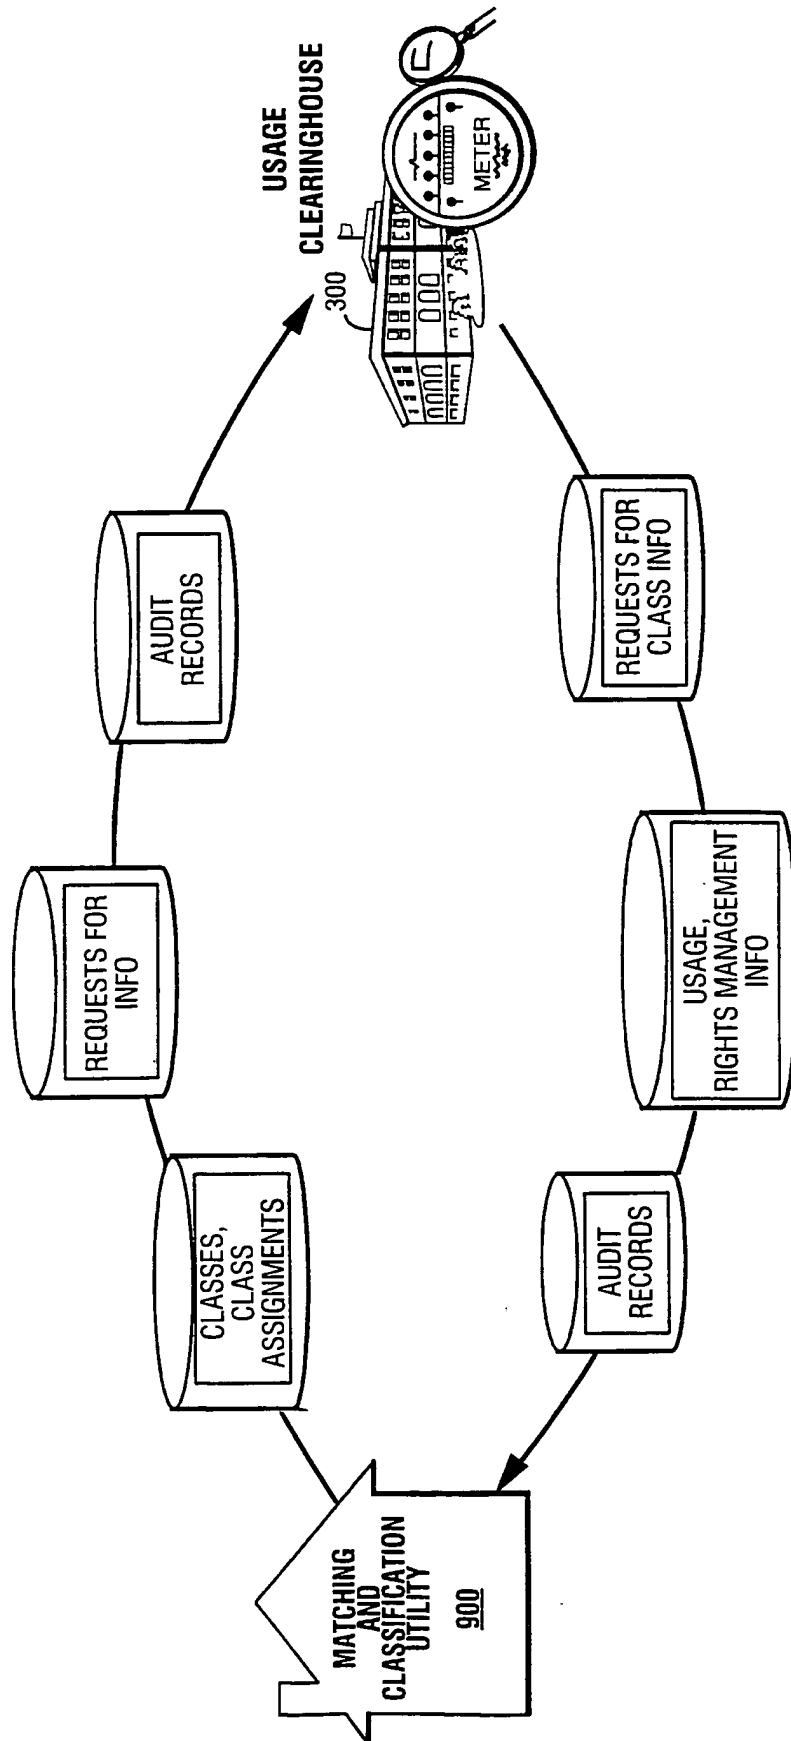 USAGE
CLEARINGHOUSE
300
METER
AUDIT
RECORDS
REQUESTS FOR
INFO
CLASSES,
CLASS
ASSIGNMENTS
MATCHING
AND
CLASSIFICATION
UTILITY
900
AUDIT
RECORDS
USAGE,
RIGHTS MANAGEMENT
INFO
REQUESTS FOR
CLASS INFO